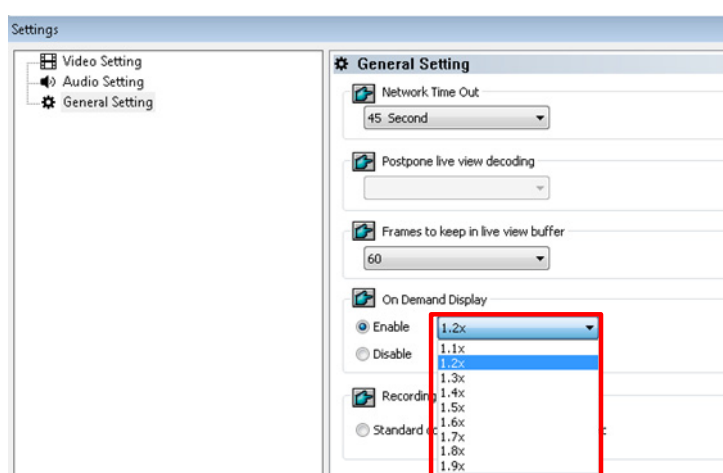 Settings
Video Setting
Audio Setting
General Setting
General Setting
Network Time Out
45 Second
Postpone live view decoding
Frames to keep in live view buffer
60
On Demand Display
Enable
1.2x
Disable
1.1x
1.2x
1.3x
1.4x
1.5x
1.6x
1.7x
1.8x
1.9x
Recording
Standard